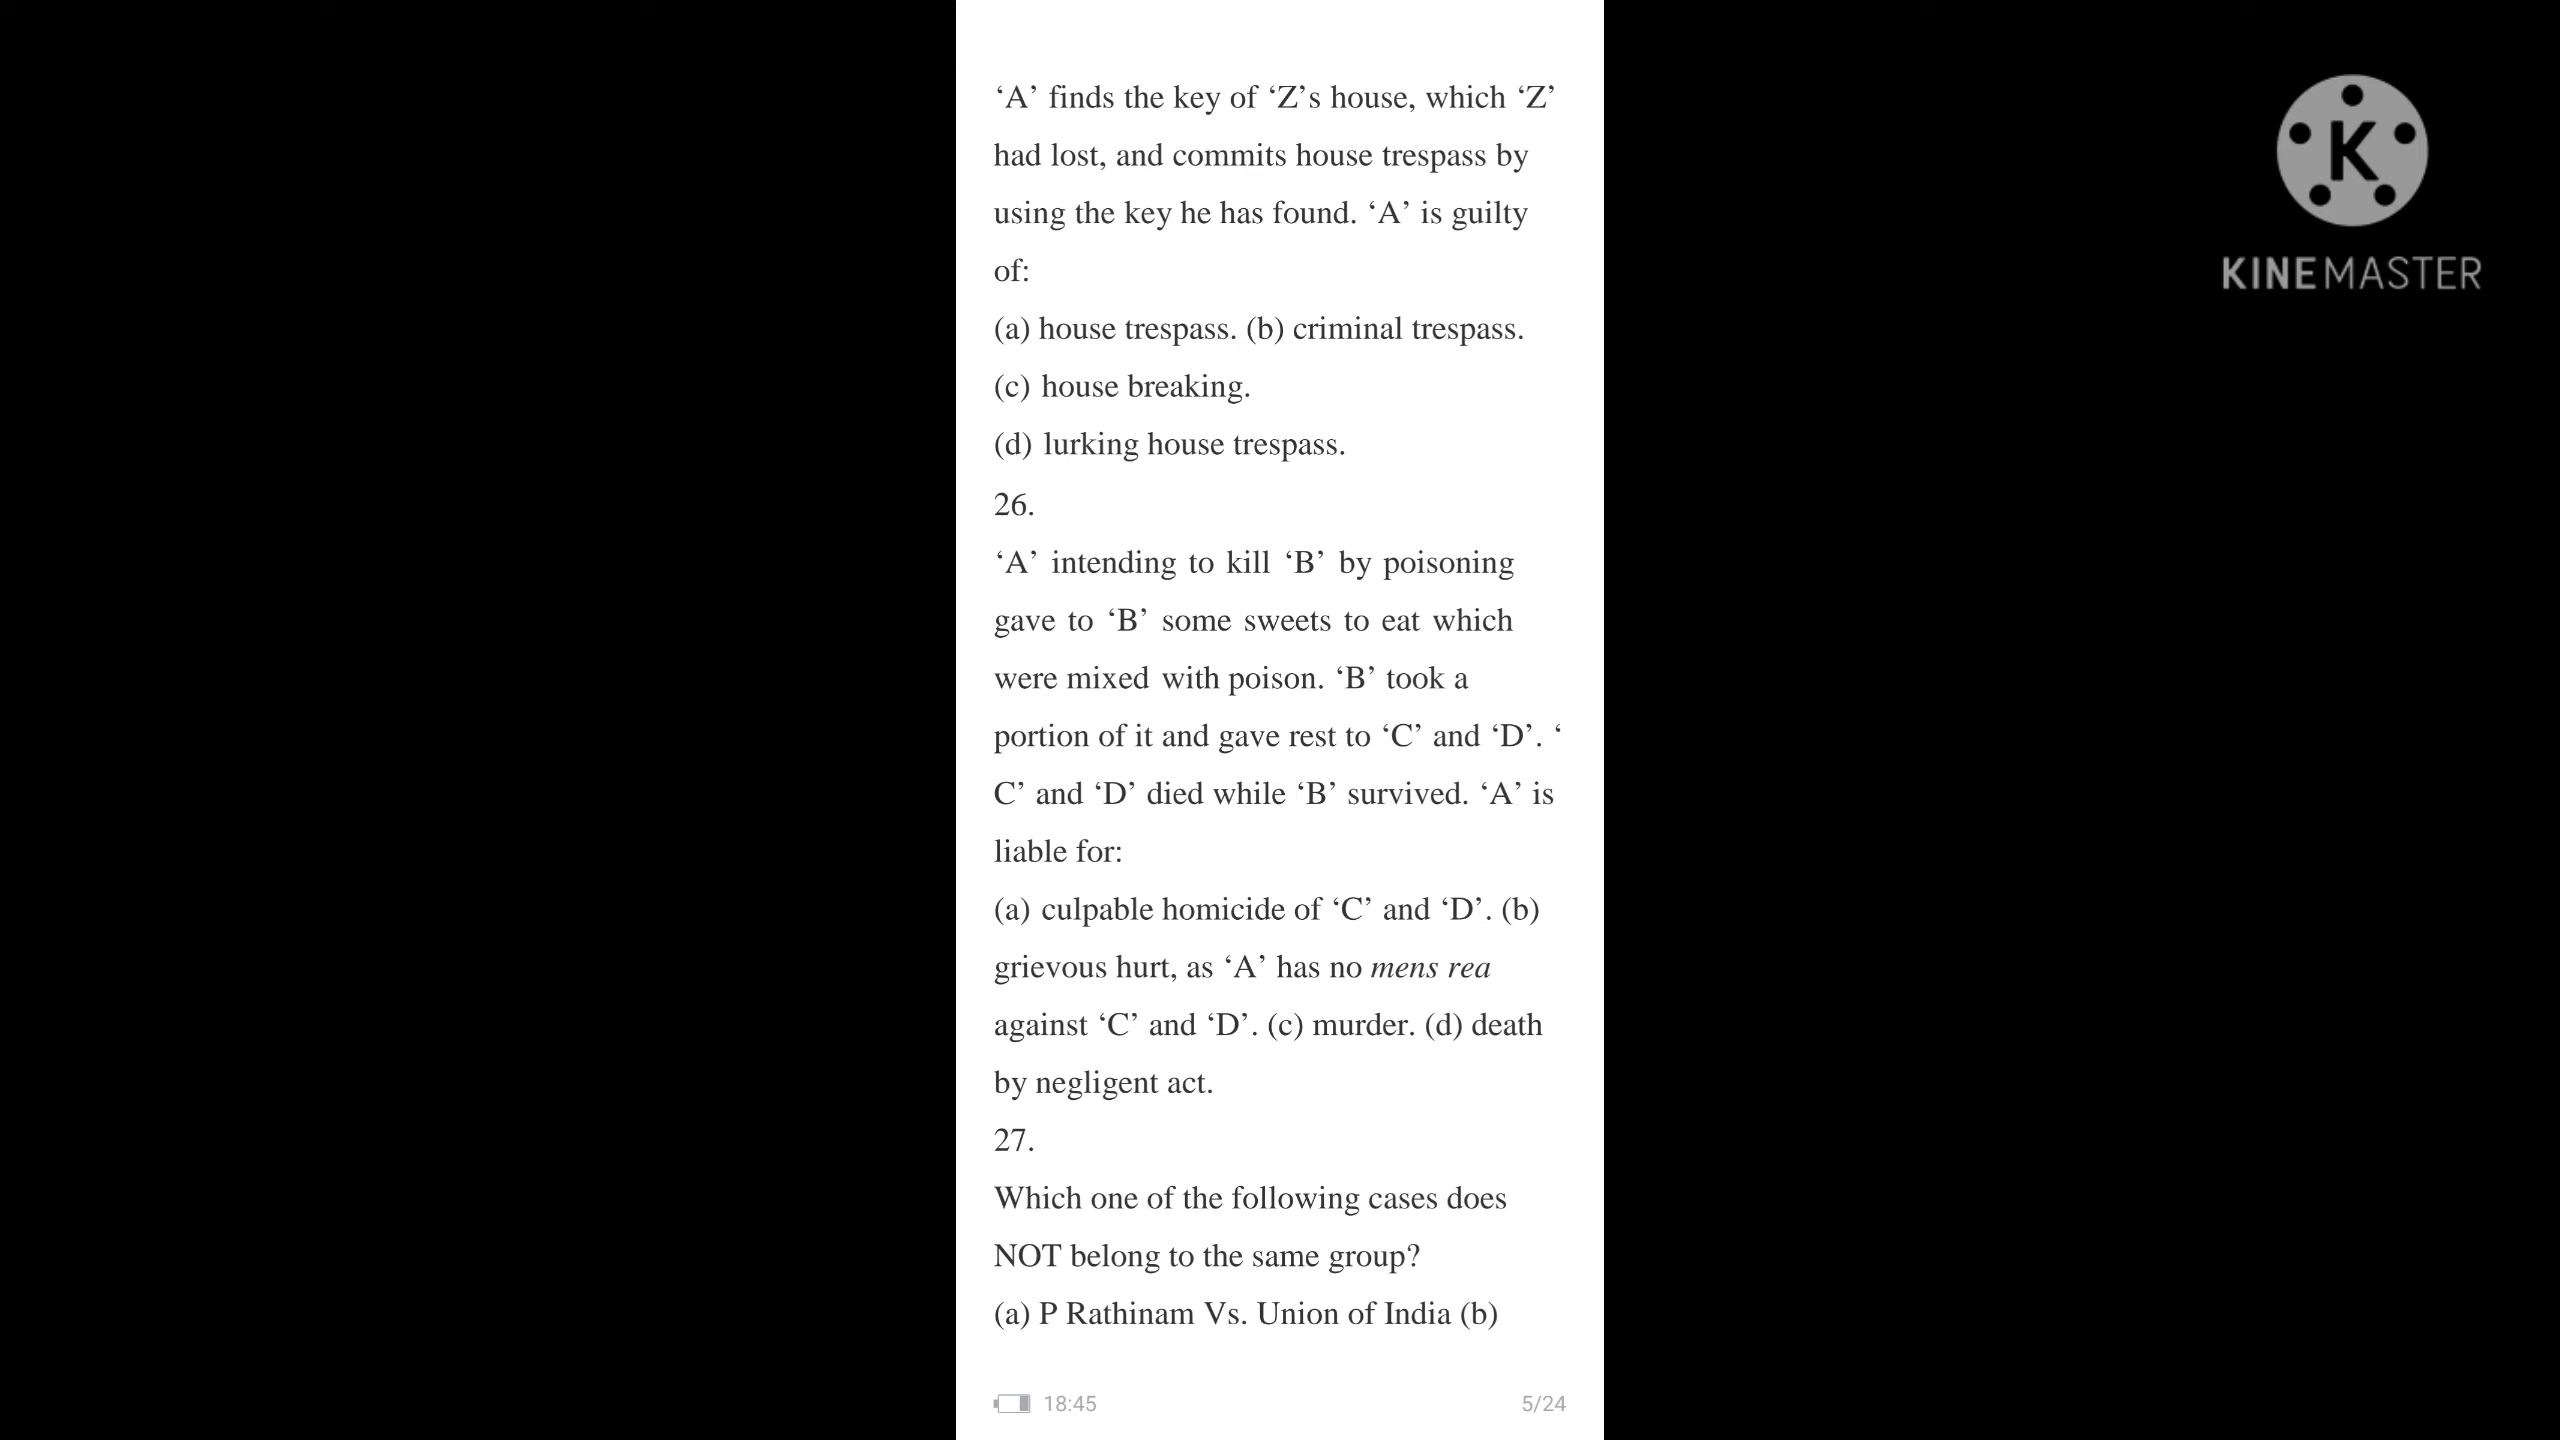 ‘A’ finds the key of ‘Z’s house, which ‘Z’
had lost, and commits house trespass by
using the key he has found. ‘A’ is guilty
of:
(a) house trespass. (b) criminal trespass.
(c) house breaking.
(d) lurking house trespass.
26.
‘A’ intending to kill ‘B’ by poisoning
gave to ‘B’ some sweets to eat which
were mixed with poison. ‘B’ took a
portion of it and gave rest to ‘C’ and ‘D’. ‘
C’ and ‘D’ died while ‘B’ survived. ‘A’ is
liable for:
(a) culpable homicide of ‘C’ and ‘D’. (b)
grievous hurt, as ‘A’ has no mens rea
against ‘C’ and ‘D’. (c) murder. (d) death
by negligent act.
27.
Which one of the following cases does
NOT belong to the same group?
(a) P Rathinam Vs. Union of India (b)
18:45 5/24
K
KINEMASTER